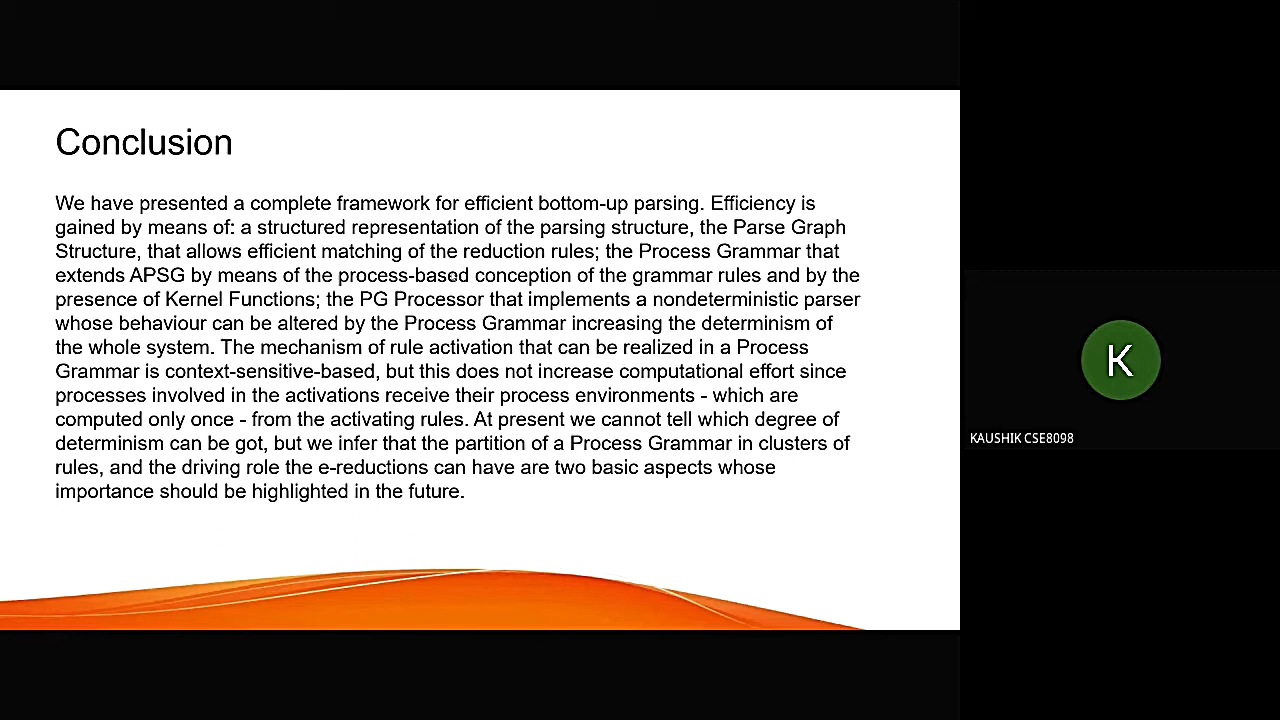 Conclusion
We have presented a complete framework for efficient bottom-up parsing. Efficiency is
gained by means of: a structured representation of the parsing structure, the Parse Graph
Structure, that allows efficient matching of the reduction rules; the Process Grammar that
extends APSG by means of the process-based conception of the grammar rules and by the
presence of Kernel Functions; the PG Processor that implements a nondeterministic parser
whose behaviour can be altered by the Process Grammar increasing the determinism of
the whole system. The mechanism of rule activation that can be realized in a Process
Grammar is context-sensitive-based, but this does not increase computational effort since
processes involved in the activations receive their process environments - which are
computed only once - from the activating rules. At present we cannot tell which degree of
determinism can be got, but we infer that the partition of a Process Grammar in clusters of
rules, and the driving role the e-reductions can have are two basic aspects whose
importance should be highlighted in the future.
K
KAUSHIK CSE8098